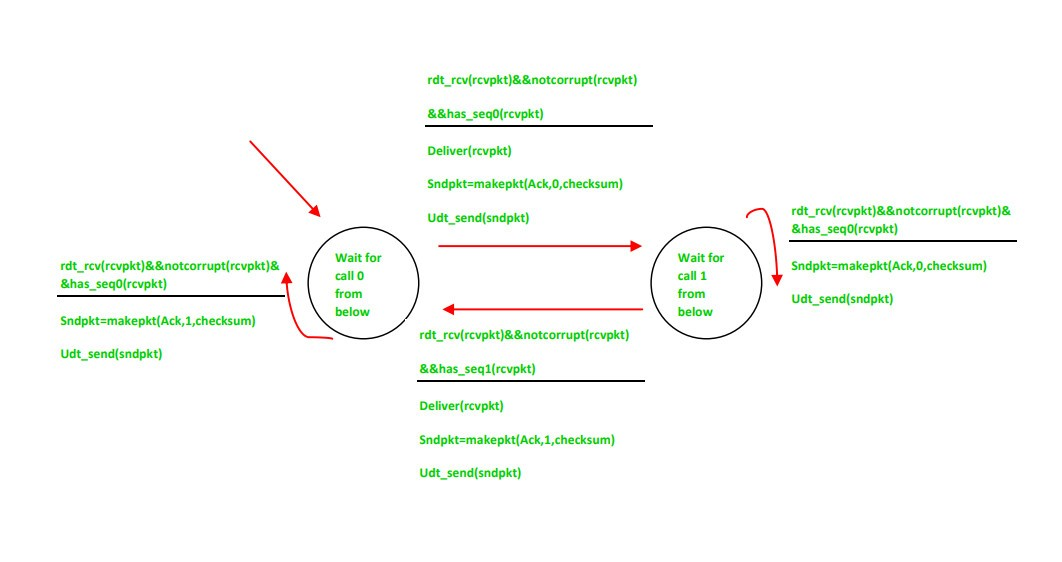 rdt_rcv(rcvpkt)&&notcorrupt(rcvpkt)
&&has_seq0(rcvpkt)
Deliver(rcvpkt)
Sndpkt=makepkt(Ack,0,checksum)
Udt_send(sndpkt)
rdt_rcv(rcvpkt)&&notcorrupt(rcvpkt)&
&has_seq0(rcvpkt)
Sndpkt=makepkt(Ack,1,checksum)
Udt_send(sndpkt)
Wait for
call 0
from
below
Wait for
call 1
from
below
rdt_rcv(rcvpkt)&&notcorrupt(rcvpkt)&
&has_seq0(rcvpkt)
Sndpkt=makepkt(Ack,0,checksum)
Udt_send(sndpkt)
rdt_rcv(rcvpkt)&&notcorrupt(rcvpkt)
&&has_seq1(rcvpkt)
Deliver(rcvpkt)
Sndpkt=makepkt(Ack,1,checksum)
Udt_send(sndpkt)